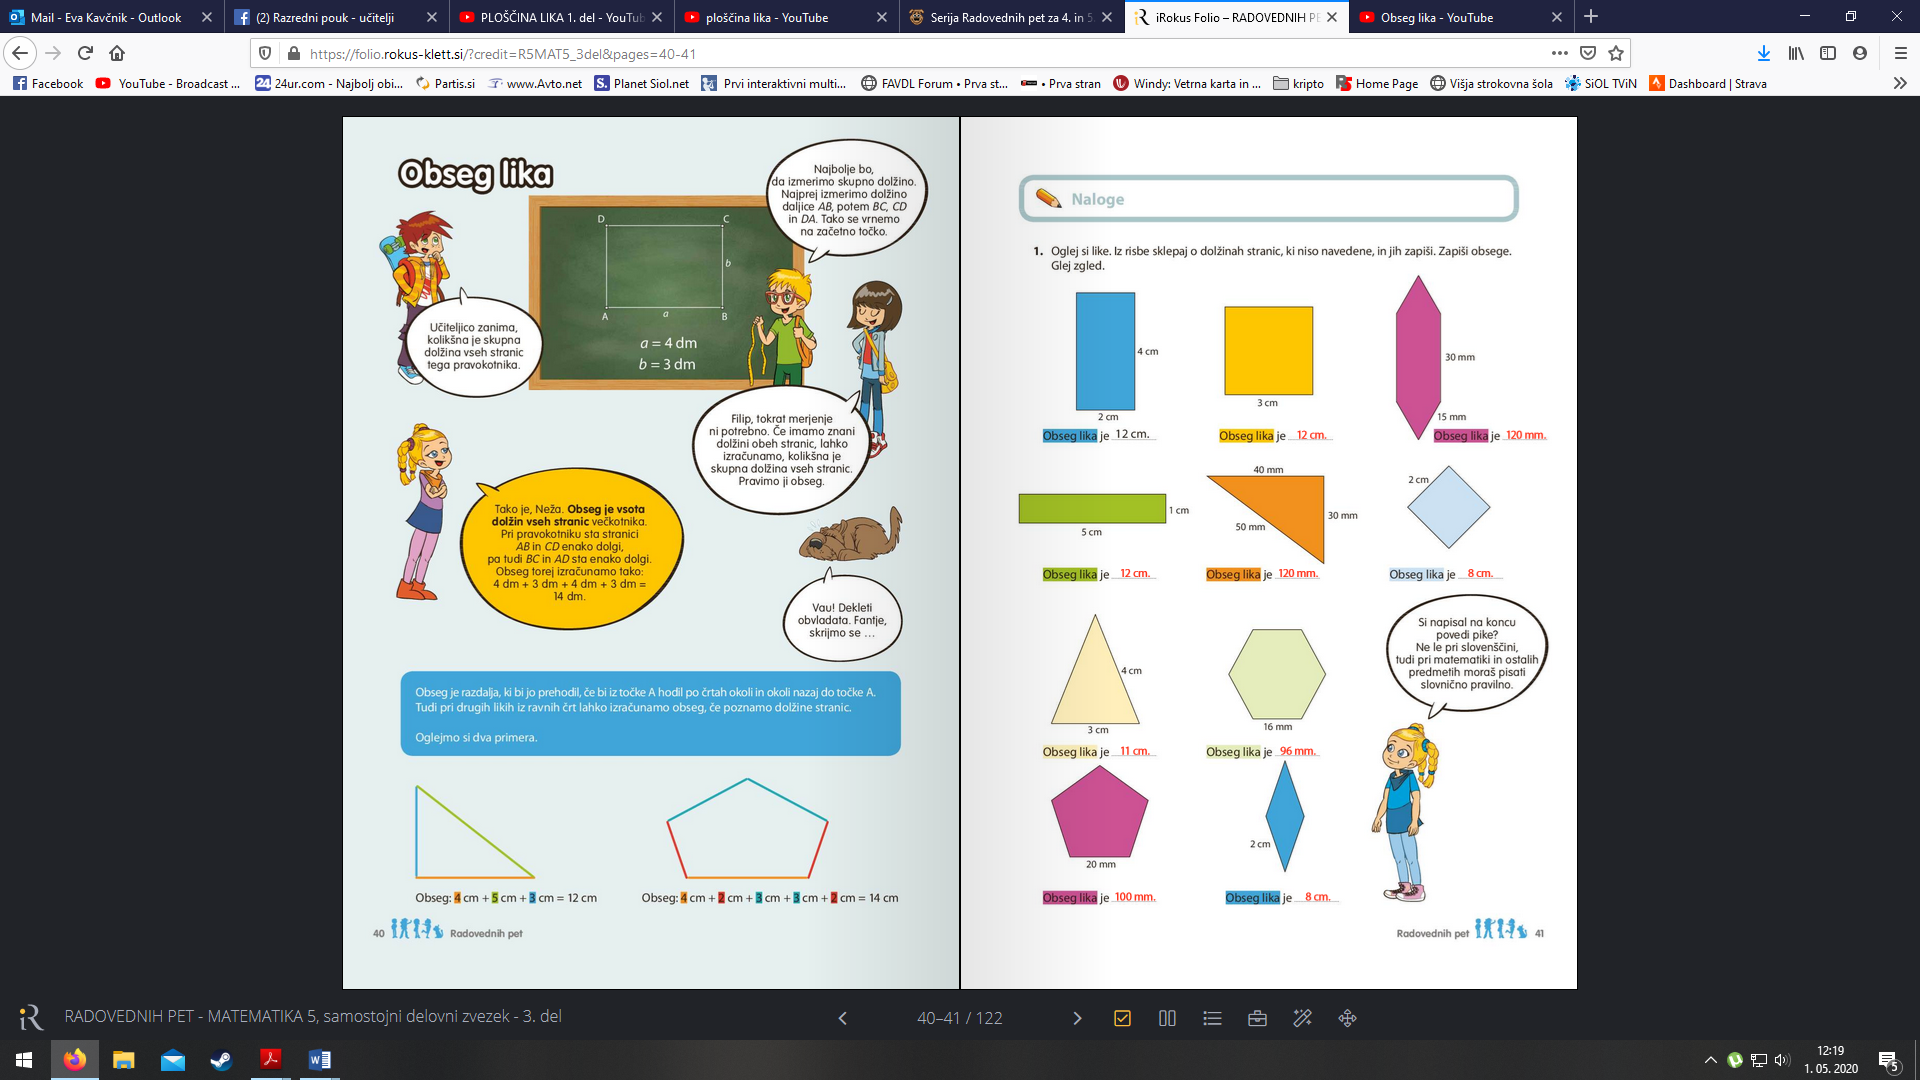 Mail - Eva Kavčnik - Outlook
(2) Razredni pouk - učitelji
PLOŠČINA LIKA 1. del - YouTub
ploščina lika - YouTube
Serija Radovednih pet za 4. in 5.
iRokus Folio – RADOVEDNIH PE
Obseg lika - YouTube
https://folio.rokus-klett.si/?credit=R5MAT5_3del&pages=40-41
Facebook
YouTube - Broadcast ...
24ur.com - Najbolj obi...
Partis.si
www.Avto.net
Planet Siol.net
Prvi interaktivni multi...
FAVDL Forum • Prva st...
• Prva stran
Windy: Vetrna karta in ...
kripto
Home Page
Višja strokovna šola
SiOL TViN
Dashboard | Strava
Obseg lika
Najbolje bo,
da izmerimo skupno dolžino.
Najprej izmerimo dolžino
daljice AB, potem BC, CD
in DA. Tako se vrnemo
na začetno točko.
D
C
b
A
a
B
a = 4 dm
b = 3 dm
Učiteljico zanima,
kolikšna je skupna
dolžina vseh stranic
tega pravokotnika.
Filip, tokrat merjenje
ni potrebno. Če imamo znani
dolžini obeh stranic, lahko
izračunamo, kolikšna je
skupna dolžina vseh stranic.
Pravimo ji obseg.
Tako je, Neža. Obseg je vsota
dolžin vseh stranic večkotnika.
Pri pravokotniku sta stranici
AB in CD enako dolgi,
pa tudi BC in AD sta enako dolgi.
Obseg torej izračunamo tako:
4 dm + 3 dm + 4 dm + 3 dm =
14 dm.
Vau! Dekleti
obvladata. Fantje,
skrijmo se ...
Obseg je razdalja, ki bi jo prehodil, če bi iz točke A hodil po črtah okoli in okoli nazaj do točke A.
Tudi pri drugih likih iz ravnih črt lahko izračunamo obseg, če poznamo dolžine stranic.
Oglejmo si dva primera.
Obseg: 4 cm + 5 cm + 3 cm = 12 cm
Obseg: 4 cm + 2 cm + 3 cm + 3 cm + 2 cm = 14 cm
40
Radovednih pet
Naloge
1. Oglej si like. Iz risbe sklepaj o dolžinah stranic, ki niso navedene, in jih zapiši. Zapiši obsege.
Glej zgled.
4 cm
2 cm
3 cm
30 mm
15 mm
Obseg lika je 12 cm.
Obseg lika je 12 cm.
Obseg lika je 120 mm.
1 cm
5 cm
40 mm
30 mm
50 mm
2 cm
Obseg lika je 12 cm.
Obseg lika je 120 mm.
Obseg lika je 8 cm.
4 cm
3 cm
16 mm
Si napisal na koncu
povedi pike?
Ne le pri slovenščini,
tudi pri matematiki in ostalih
predmetih moraš pisati
slovnično pravilno.
Obseg lika je 11 cm.
Obseg lika je 96 mm.
20 mm
2 cm
Obseg lika je 100 mm.
Obseg lika je 8 cm.
Radovednih pet
41
iR
RADOVEDNIH PET - MATEMATIKA 5, samostojni delovni zvezek - 3. del
40–41 / 122
12:19
1. 05. 2020
5